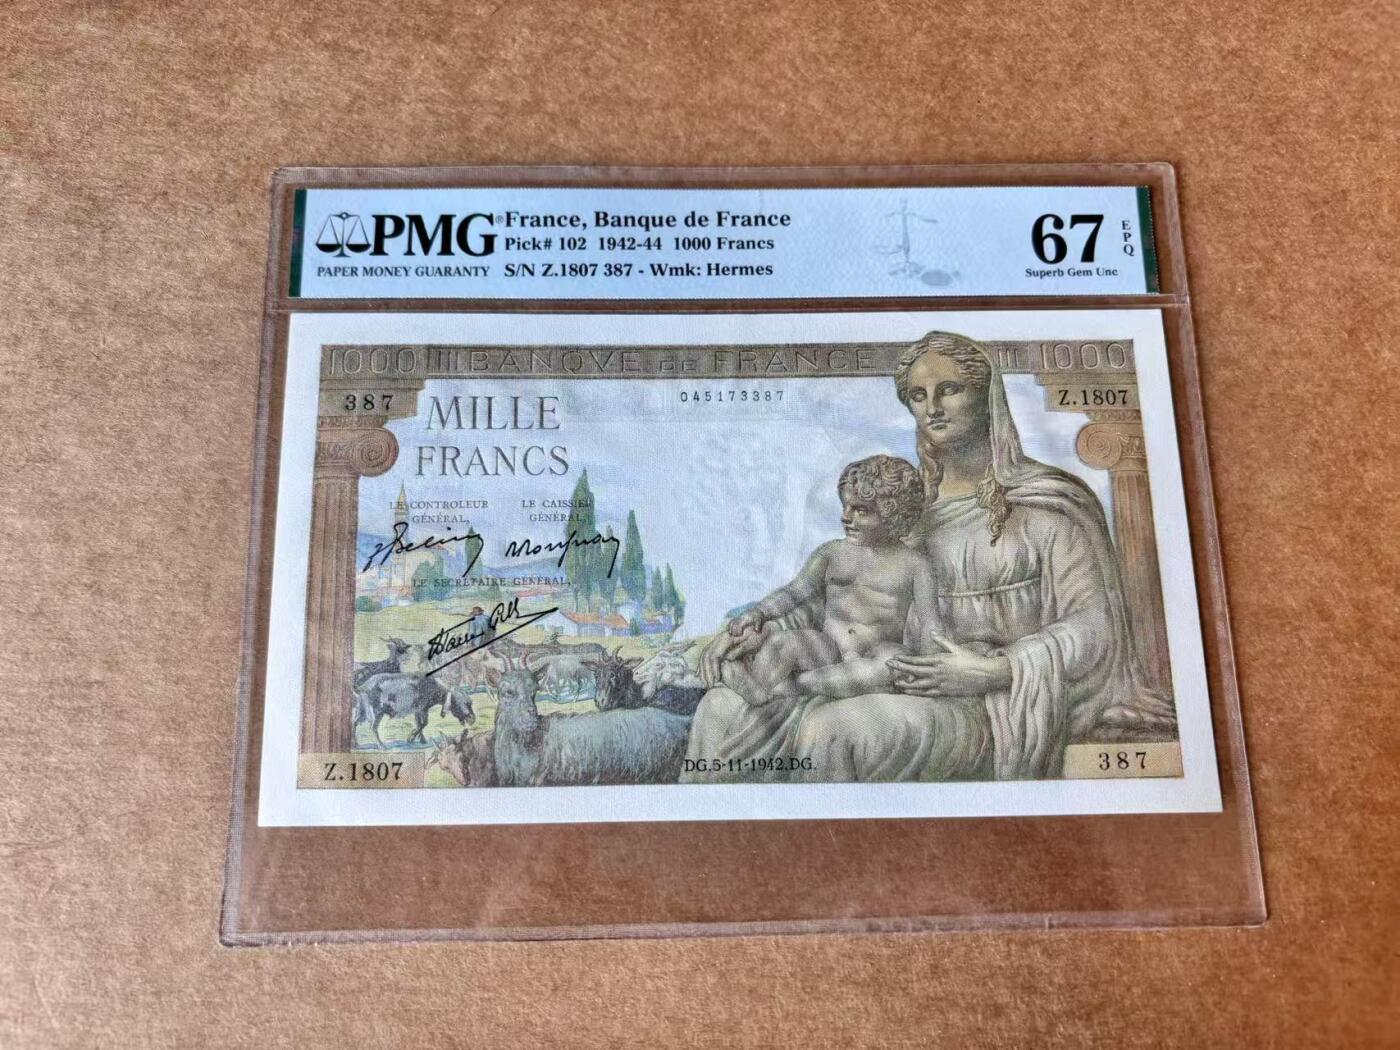 PMG®
PAPER MONEY GUARANTY
France, Banque de France
Pick# 102 1942-44 1000 Francs
S/N Z.1807 387 - Wmk: Hermes
67 EPQ
Superb Gem Unc
1000 BANQVE DE FRANCE 1000
387 045173387 Z.1807
MILLE
FRANCS
LE CONTROLEUR GÉNÉRAL,
LE CAISSIER GÉNÉRAL,
LE SECRÉTAIRE GÉNÉRAL,
Z.1807 DG.5-11-1942.DG. 387